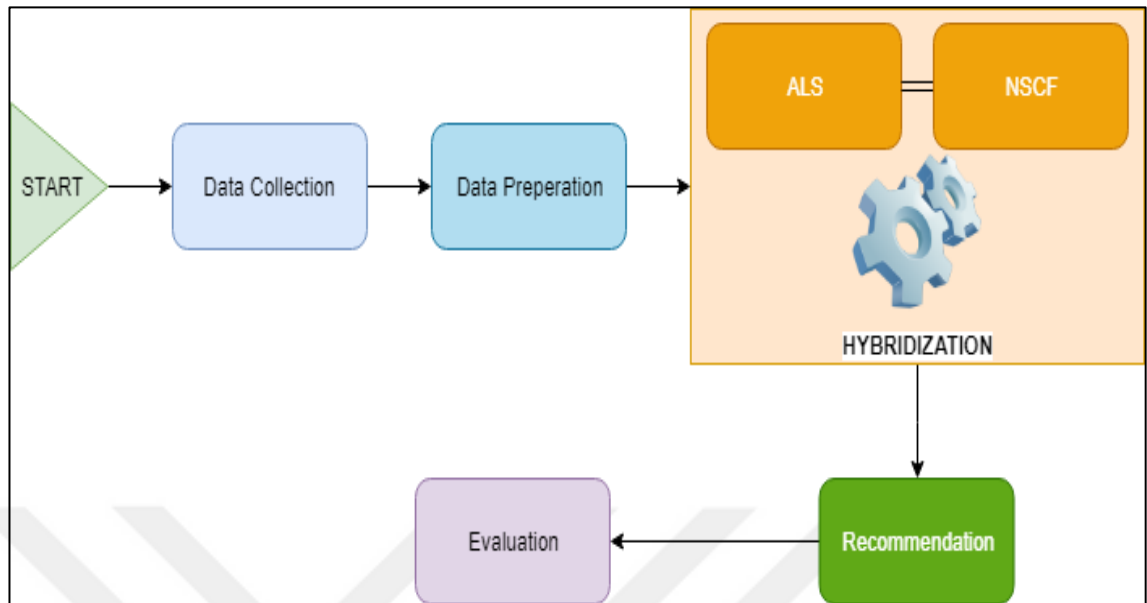 START
Data Collection
Data Preperation
ALS
NSCF
HYBRIDIZATION
Recommendation
Evaluation